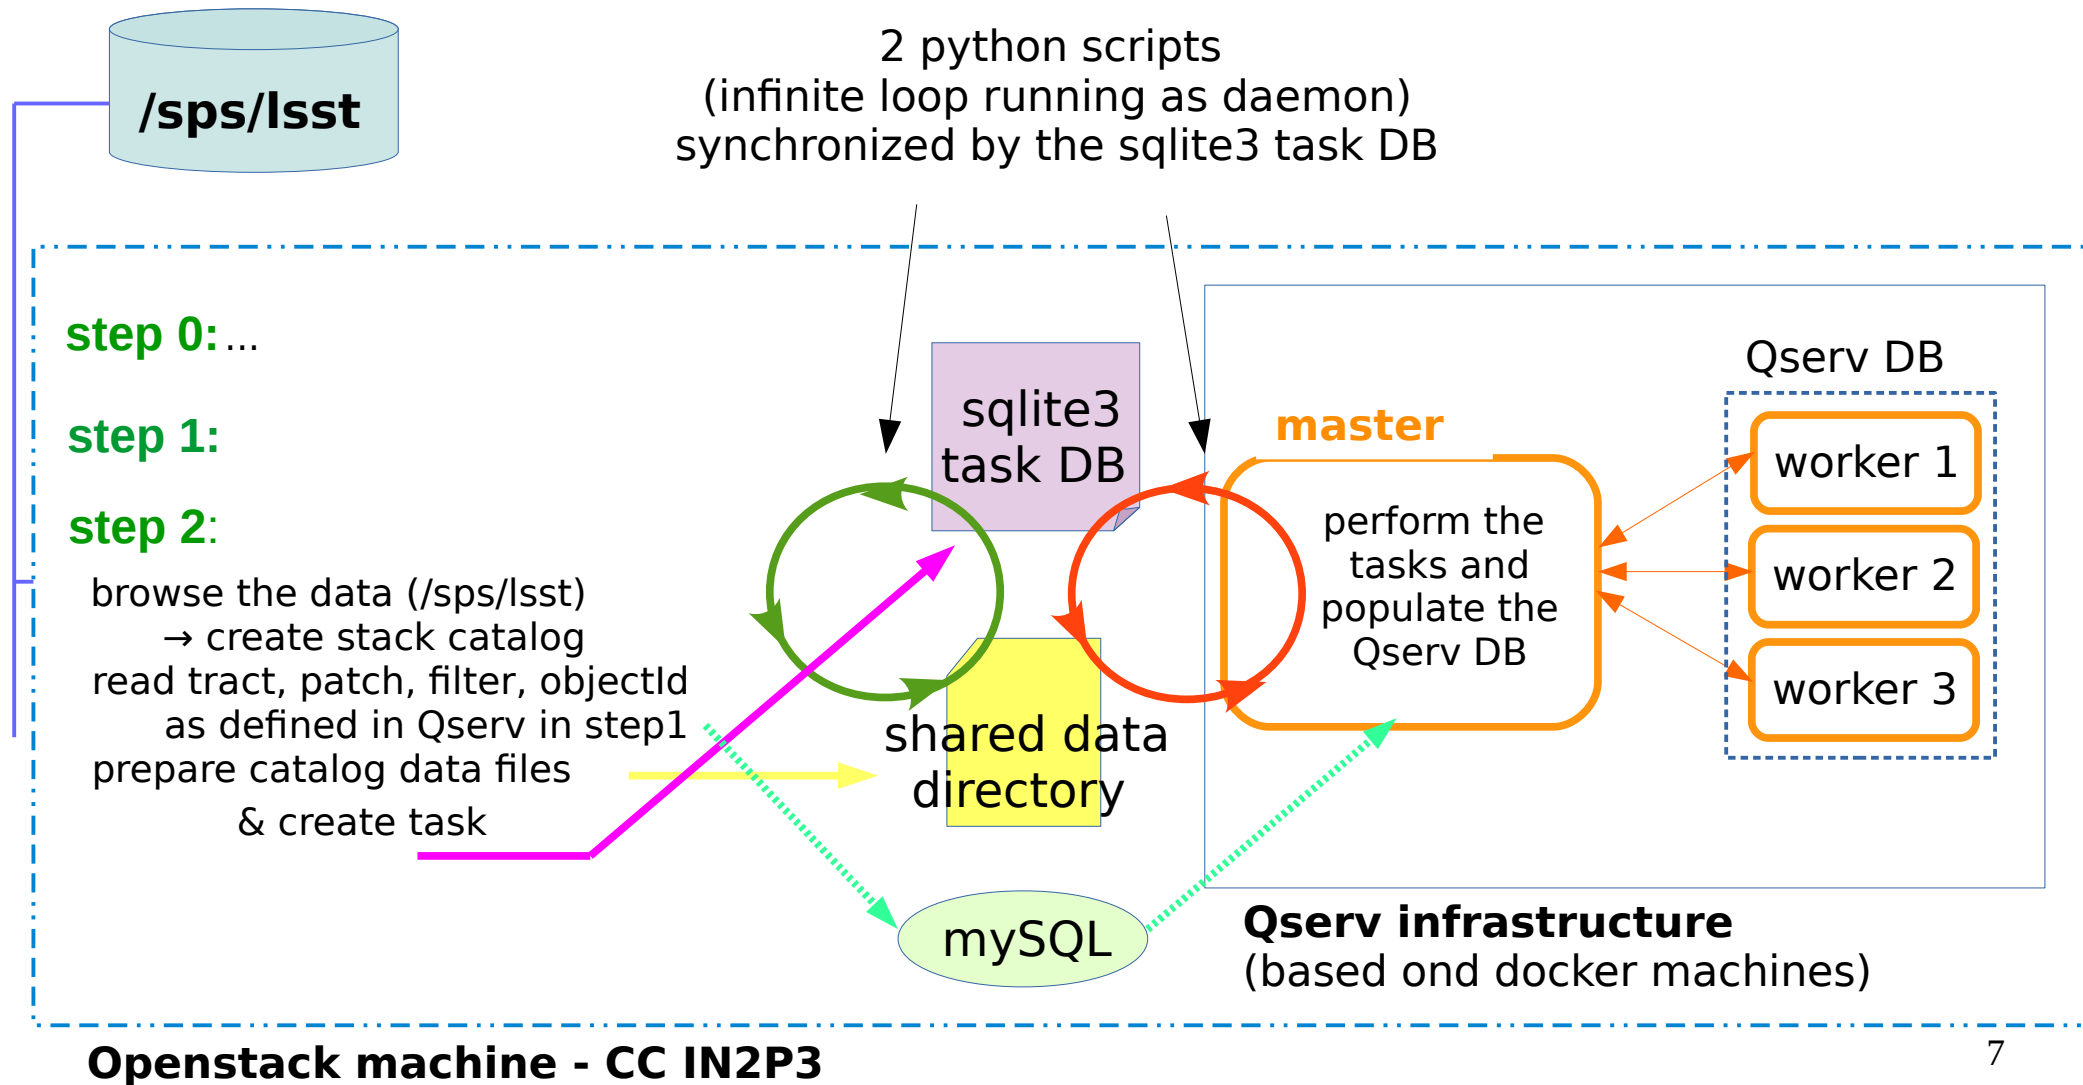 /sps/lsst
2 python scripts
(infinite loop running as daemon)
synchronized by the sqlite3 task DB
step 0: ...
step 1:
step 2:
browse the data (/sps/lsst)
→ create stack catalog
read tract, patch, filter, objectId
as defined in Qserv in step1
prepare catalog data files
& create task
sqlite3
task DB
shared data
directory
mySQL
master
perform the
tasks and
populate the
Qserv DB
Qserv DB
worker 1
worker 2
worker 3
Qserv infrastructure
(based ond docker machines)
Openstack machine - CC IN2P3
7